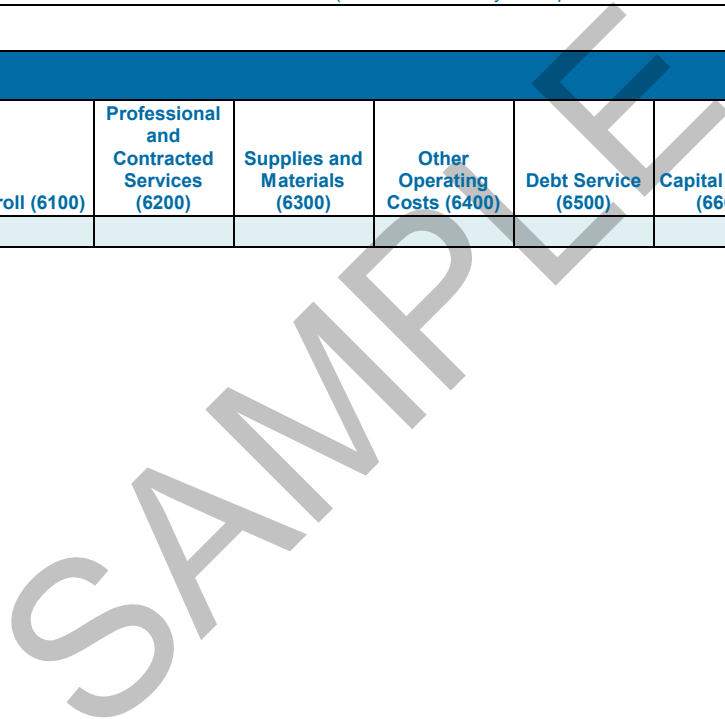 Professional
and
Contracted
Services
(6200)
Supplies and
Materials
(6300)
Other
Operating
Costs (6400)
Debt Service
(6500)
Capital
(6100)
SAMPLE